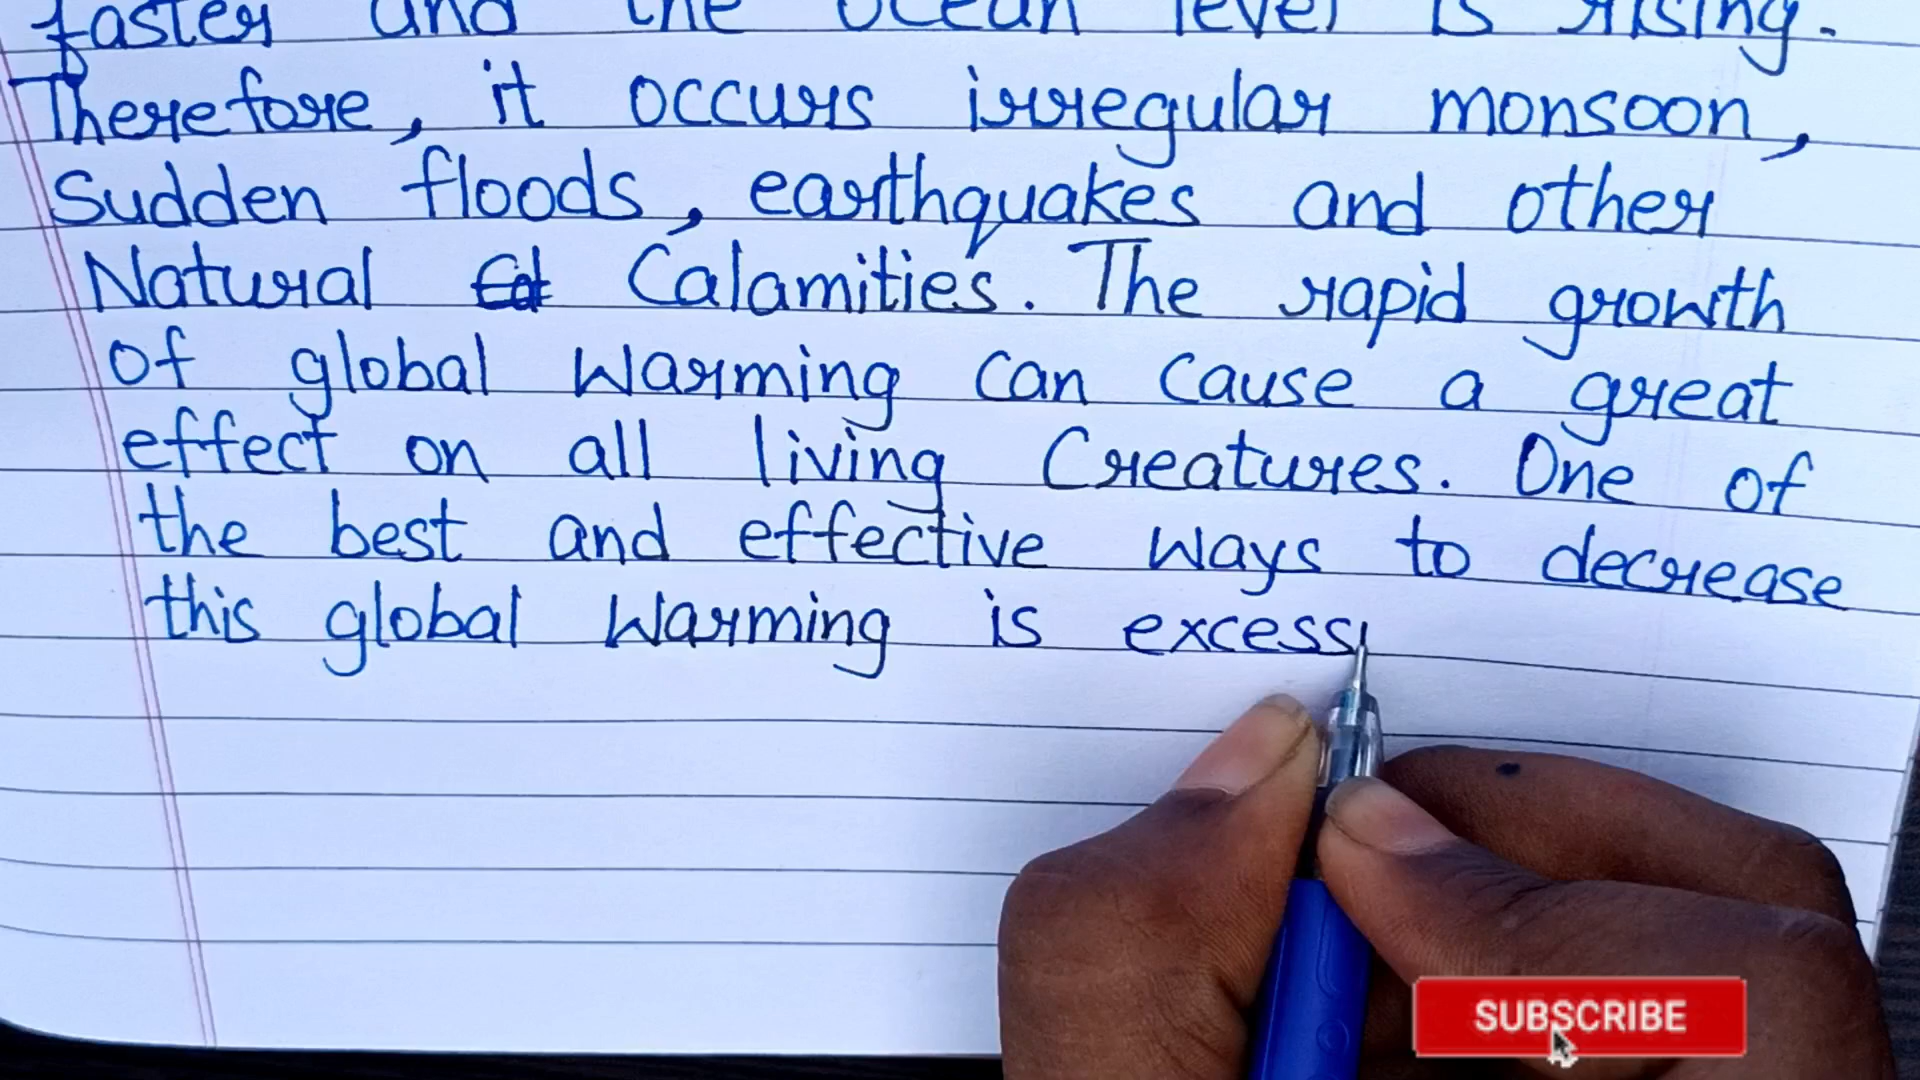 faster and the ocean level is rising.
Therefore, it occurs irregular monsoon,
Sudden floods, earthquakes and other
Natural Calamities. The rapid growth
of global Warming can cause a great
effect on all living Creatures. One of
the best and effective ways to decrease
this global Warming is excess
SUBSCRIBE